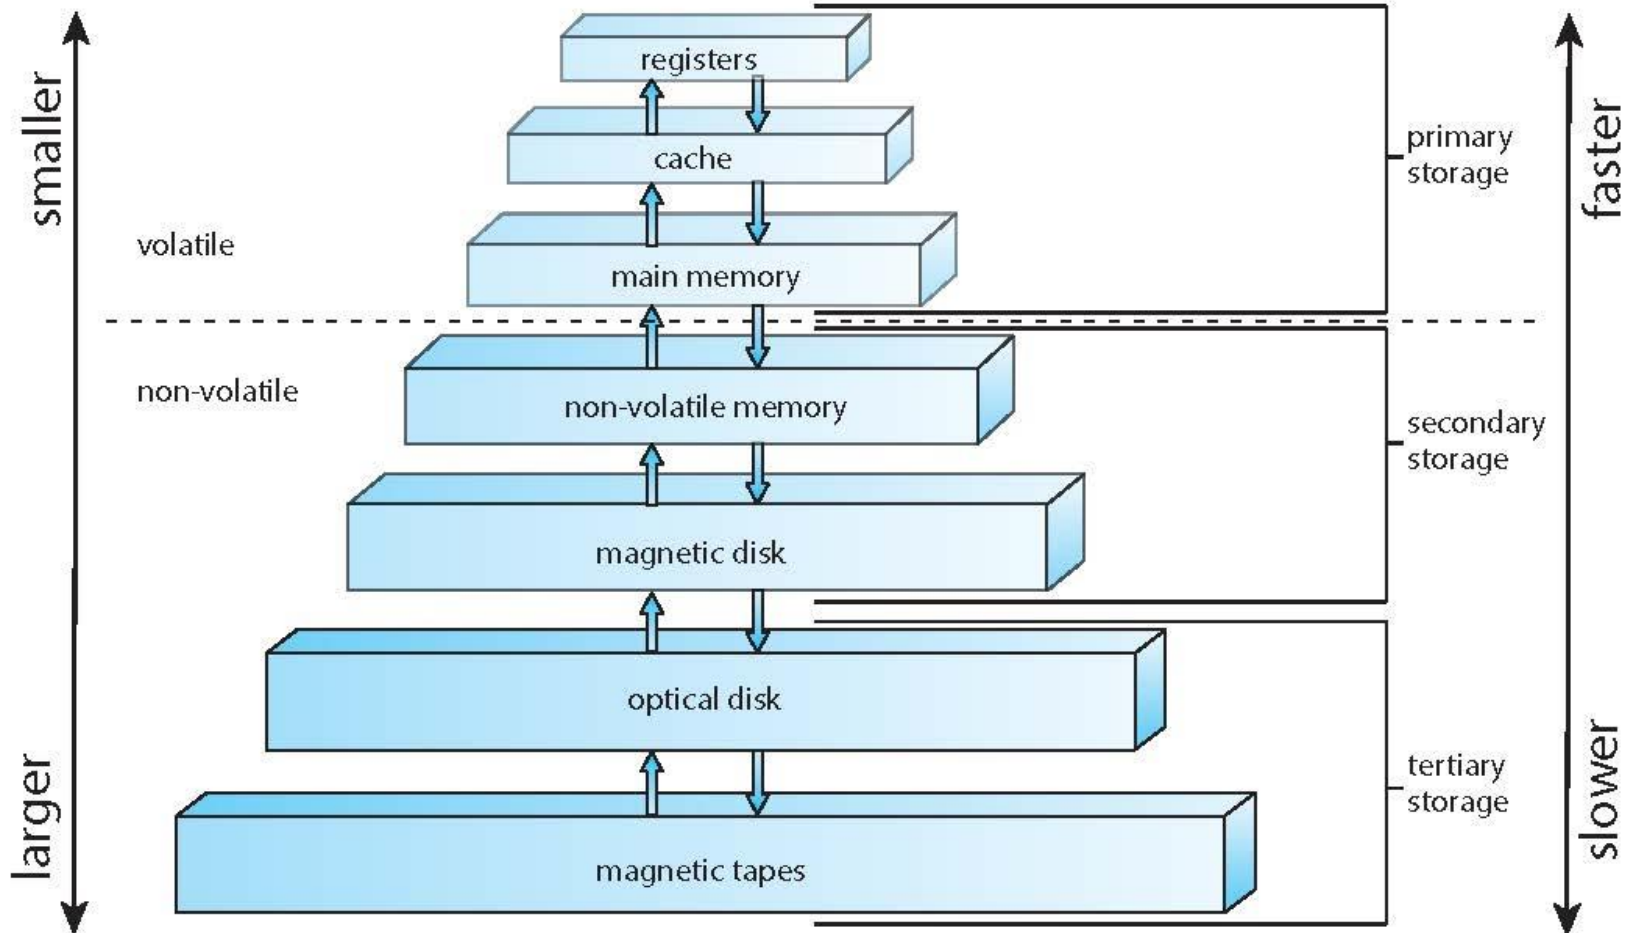 smaller
larger
volatile
non-volatile
registers
cache
main memory
non-volatile memory
magnetic disk
optical disk
magnetic tapes
primary
storage
secondary
storage
tertiary
storage
faster
slower